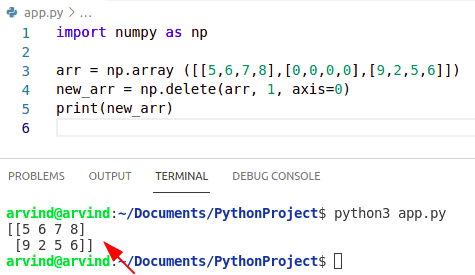 app.py > ...
1 import numpy as np
2
3 arr = np.array ([[5,6,7,8],[0,0,0,0],[9,2,5,6]])
4 new_arr = np.delete(arr, 1, axis=0)
5 print(new_arr)
6
PROBLEMS OUTPUT TERMINAL DEBUG CONSOLE
arvind@arvind:~/Documents/PythonProject$ python3 app.py
[[5 6 7 8]
 [9 2 5 6]]
arvind@arvind:~/Documents/PythonProject$